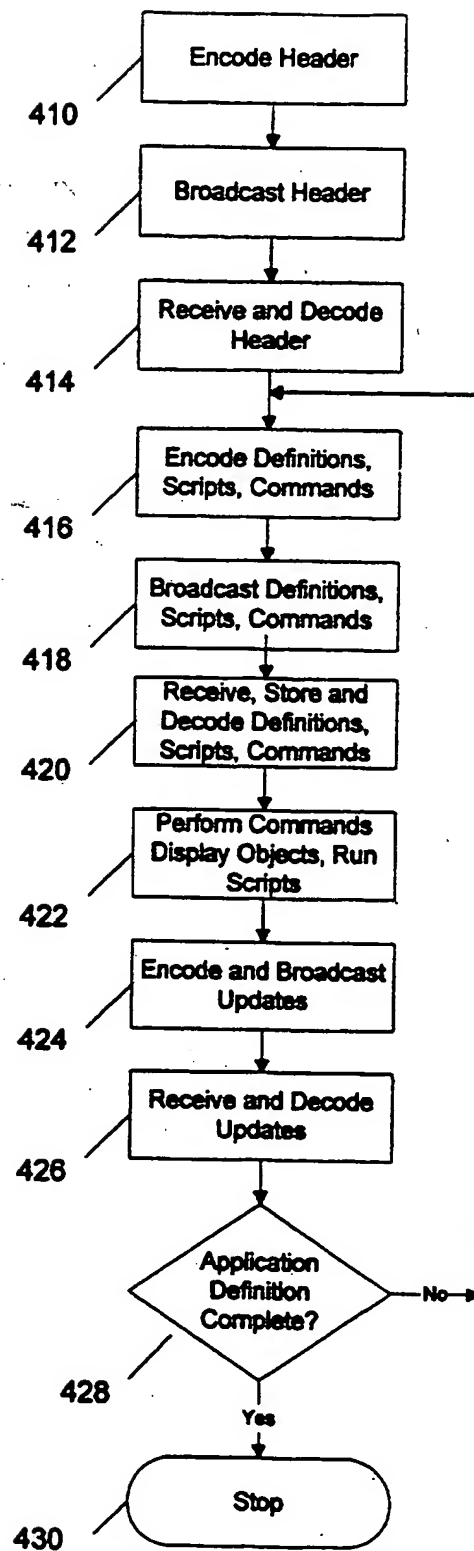 Encode Header
410
Broadcast Header
412
Receive and Decode
Header
414
Encode Definitions,
Scripts, Commands
416
Broadcast Definitions,
Scripts, Commands
418
Receive, Store and
Decode Definitions,
Scripts, Commands
420
Perform Commands
Display Objects, Run
Scripts
422
Encode and Broadcast
Updates
424
Receive and Decode
Updates
426
Application
Definition
Complete?
No
428
Yes
Stop
430